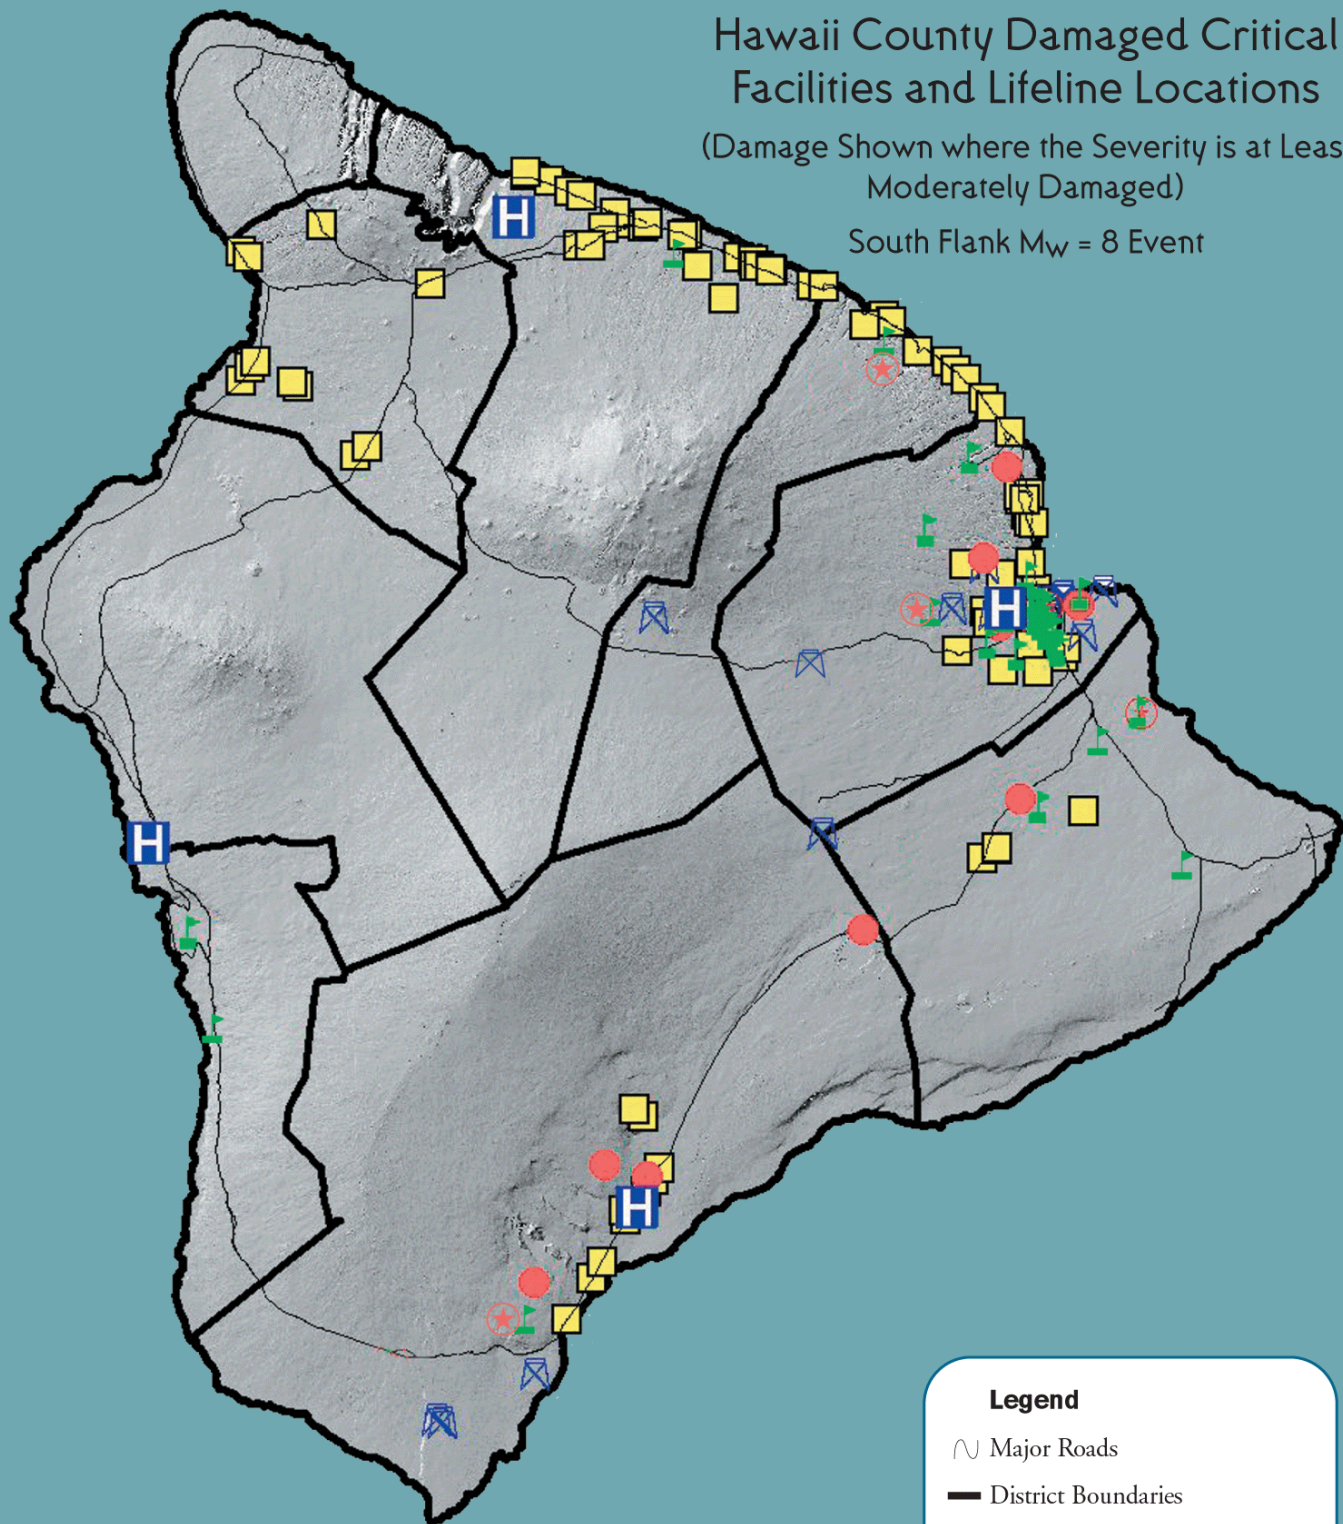 Hawaii County Damaged Critical
Facilities and Lifeline Locations
(Damage Shown where the Severity is at Leas
Moderately Damaged)
South Flank Mw = 8 Event
H
H
H
H
Legend
Major Roads
District Boundaries